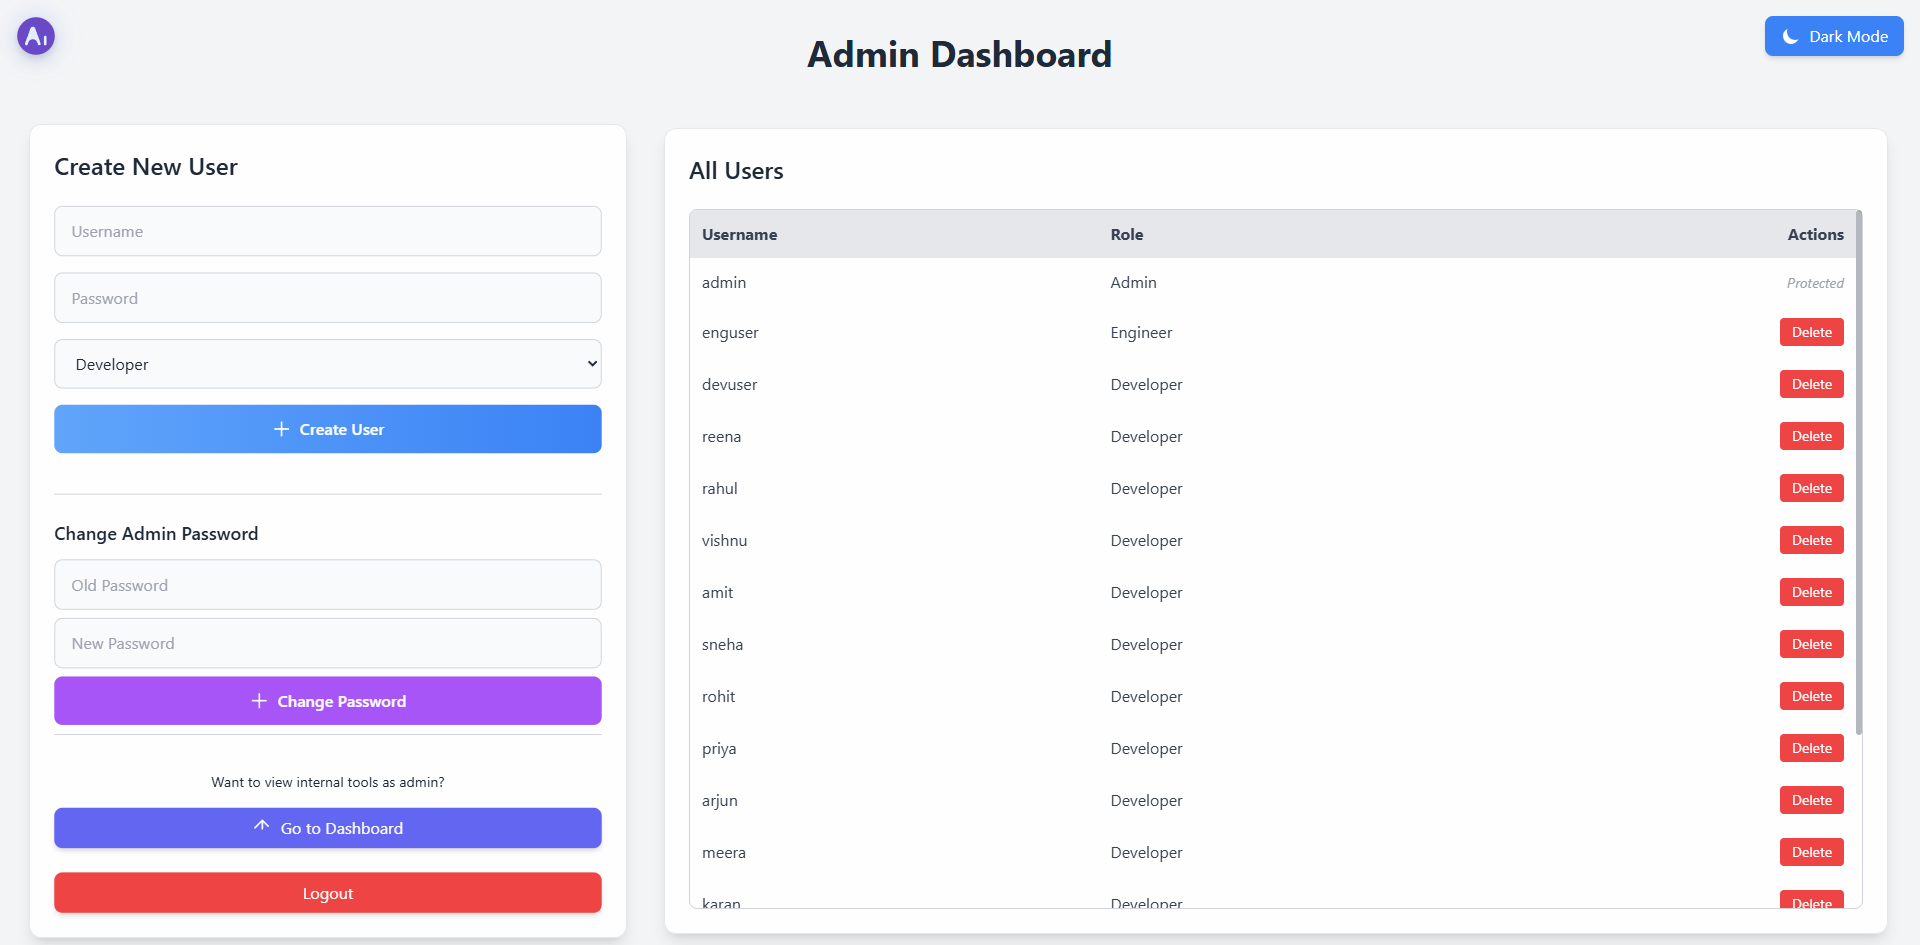 AI
Admin Dashboard
Dark Mode
Create New User
Username
Password
Developer
Create User
Change Admin Password
Old Password
New Password
Change Password
Want to view internal tools as admin?
Go to Dashboard
Logout
All Users
Username Role Actions
admin Admin Protected
enguser Engineer Delete
devuser Developer Delete
reena Developer Delete
rahul Developer Delete
vishnu Developer Delete
amit Developer Delete
sneha Developer Delete
rohit Developer Delete
priya Developer Delete
arjun Developer Delete
meera Developer Delete
karan Developer Delete